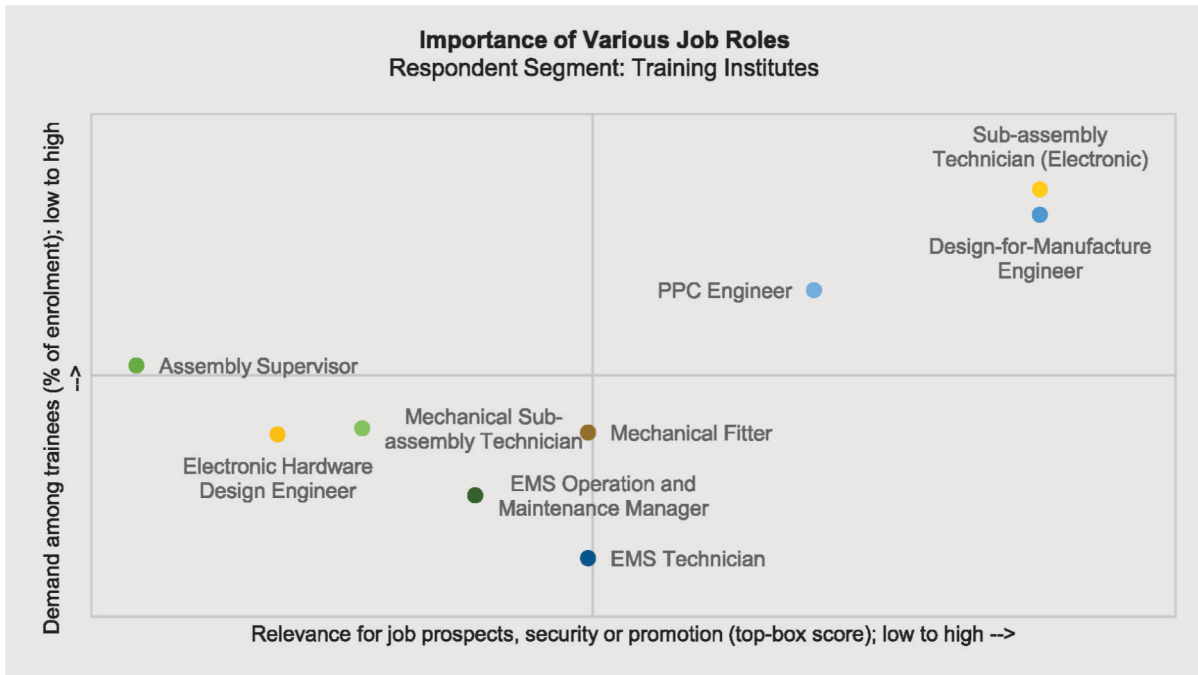 Importance of Various Job Roles
Respondent Segment: Training Institutes
Demand among trainees (% of enrolment); low to high
-->
Sub-assembly
Technician (Electronic)
Design-for-Manufacture
Engineer
PPC Engineer
Assembly Supervisor
Mechanical Sub-
assembly Technician
Mechanical Fitter
Electronic Hardware
Design Engineer
EMS Operation and
Maintenance Manager
EMS Technician
Relevance for job prospects, security or promotion (top-box score); low to high -->